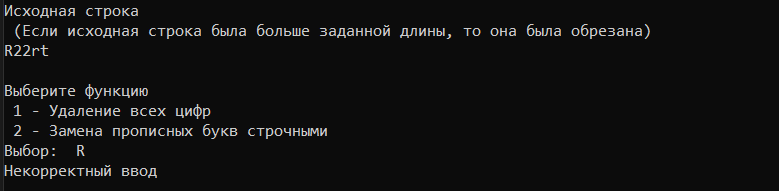 Исходная строка
(Если исходная строка была больше заданной длины, то она была обрезана)
R22rt
Выберите функцию
1 - Удаление всех цифр
2 - Замена прописных букв строчными
Выбор:  R
Некорректный ввод